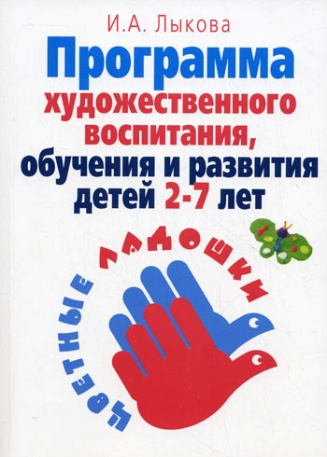 И.А. Лыкова
Программа
художественного
воспитания,
обучения и развития
детей 2-7 лет
ЦВЕТНЫЕ ЛАДОШКИ